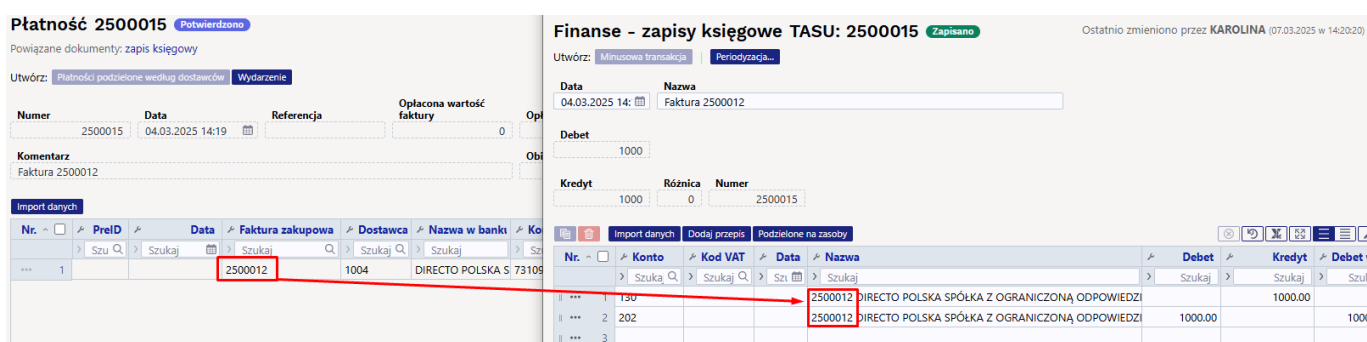 Płatność 2500015 Potwierdzono
Powiązane dokumenty: zapis księgowy
Utwórz: Płatności podzielone według dostawców Wydarzenie
Numer Data Referencja Opłacona wartość faktury
2500015 04.03.2025 14:19 0
Komentarz
Faktura 2500012
Import danych
Nr. PreID Data Faktura zakupowa Dostawca Nazwa w banku
Szu Szukaj Szukaj Szukaj Szukaj
1 2500012 1004 DIRECTO POLSKA S 73109
Finanse - zapisy księgowe TASU: 2500015 Zapisano
Ostatnio zmieniono przez KAROLINA (07.03.2025 w 14:20:20)
Utwórz: Minusowa transakcja Periodyzacja...
Data Nazwa
04.03.2025 14: Faktura 2500012
Debet
1000
Kredyt Różnica Numer
1000 0 2500015
Import danych Dodaj przepis Podzielone na zasoby
Nr. Konto Kod VAT Data Nazwa Debet Kredyt Debet
Szuka Szukaj Szu Szukaj Szukaj Szukaj
1 130 2500012 DIRECTO POLSKA SPÓŁKA Z OGRANICZONĄ ODPOWIEDZI 1000.00
2 202 2500012 DIRECTO POLSKA SPÓŁKA Z OGRANICZONĄ ODPOWIEDZI 1000.00 1000
3